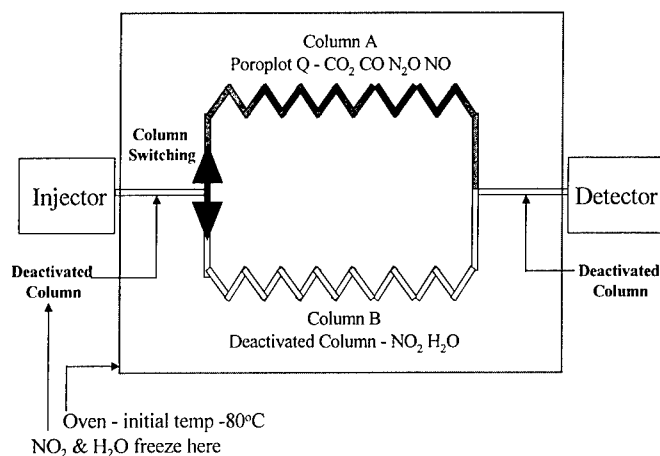 Column A
Poroplot Q - CO₂ CO N₂O NO
Column
Switching
Injector
Detector
Deactivated
Column
Deactivated
Column
Column B
Deactivated Column - NO₂ H₂O
Oven - initial temp -80°C
NO₂ & H₂O freeze here